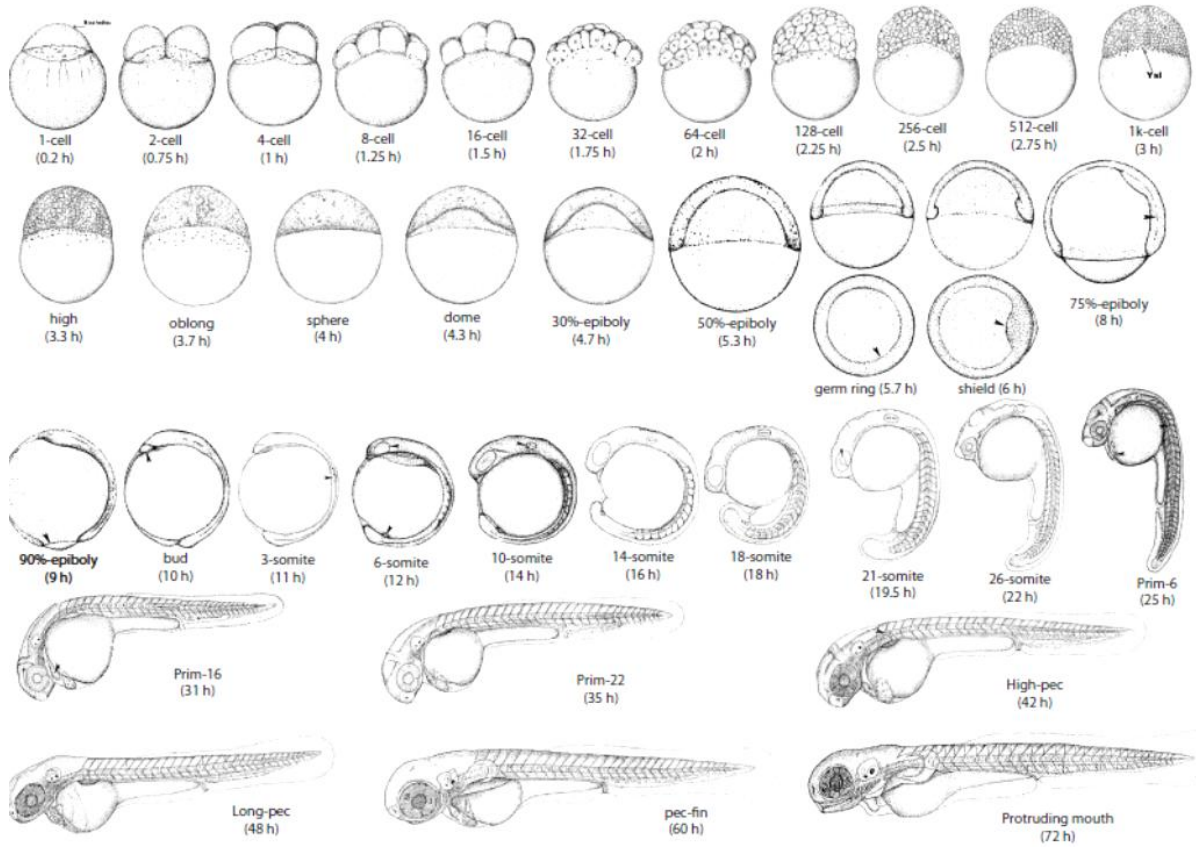 1-cell
(0.2 h)
2-cell
(0.75 h)
4-cell
(1 h)
8-cell
(1.25 h)
16-cell
(1.5 h)
32-cell
(1.75 h)
64-cell
(2 h)
128-cell
(2.25 h)
256-cell
(2.5 h)
512-cell
(2.75 h)
Ysl
1k-cell
(3 h)
high
(3.3 h)
oblong
(3.7 h)
sphere
(4 h)
dome
(4.3 h)
30%-epiboly
(4.7 h)
50%-epiboly
(5.3 h)
germ ring (5.7 h)
shield (6 h)
75%-epiboly
(8 h)
90%-epiboly
(9 h)
bud
(10 h)
3-somite
(11 h)
6-somite
(12 h)
10-somite
(14 h)
14-somite
(16 h)
18-somite
(18 h)
21-somite
(19.5 h)
26-somite
(22 h)
Prim-6
(25 h)
Prim-16
(31 h)
Prim-22
(35 h)
High-pec
(42 h)
Long-pec
(48 h)
pec-fin
(60 h)
Protruding mouth
(72 h)